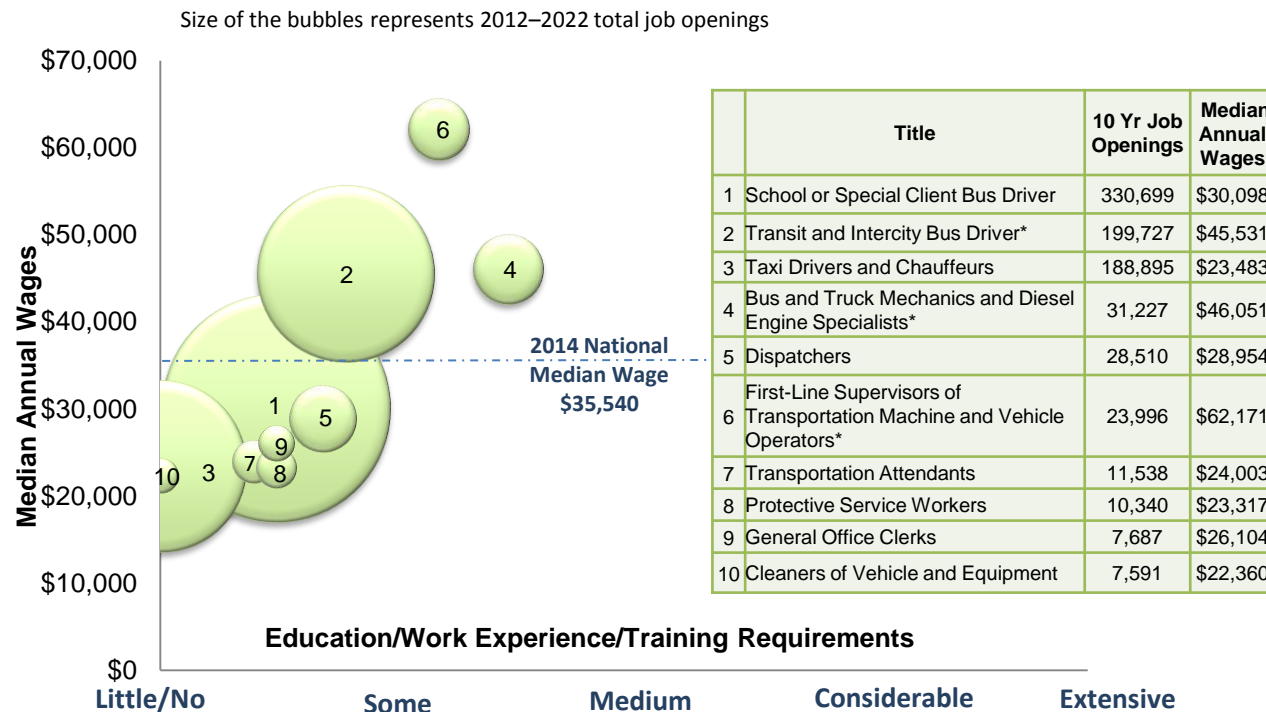 Size of the bubbles represents 2012–2022 total job openings
$70,000
$60,000
$50,000
$40,000
$30,000
$20,000
$10,000
$0
Median Annual Wages
6
2
4
1
5
9
7
8
10
3
2014 National
Median Wage
$35,540
Title
10 Yr Job
Openings
Median
Annual
Wages
1 School or Special Client Bus Driver 330,699 $30,098
2 Transit and Intercity Bus Driver* 199,727 $45,531
3 Taxi Drivers and Chauffeurs 188,895 $23,483
4 Bus and Truck Mechanics and Diesel
Engine Specialists* 31,227 $46,051
5 Dispatchers 28,510 $28,954
6 First-Line Supervisors of
Transportation Machine and Vehicle
Operators* 23,996 $62,171
7 Transportation Attendants 11,538 $24,003
8 Protective Service Workers 10,340 $23,317
9 General Office Clerks 7,687 $26,104
10 Cleaners of Vehicle and Equipment 7,591 $22,360
Education/Work Experience/Training Requirements
Little/No Some Medium Considerable Extensive